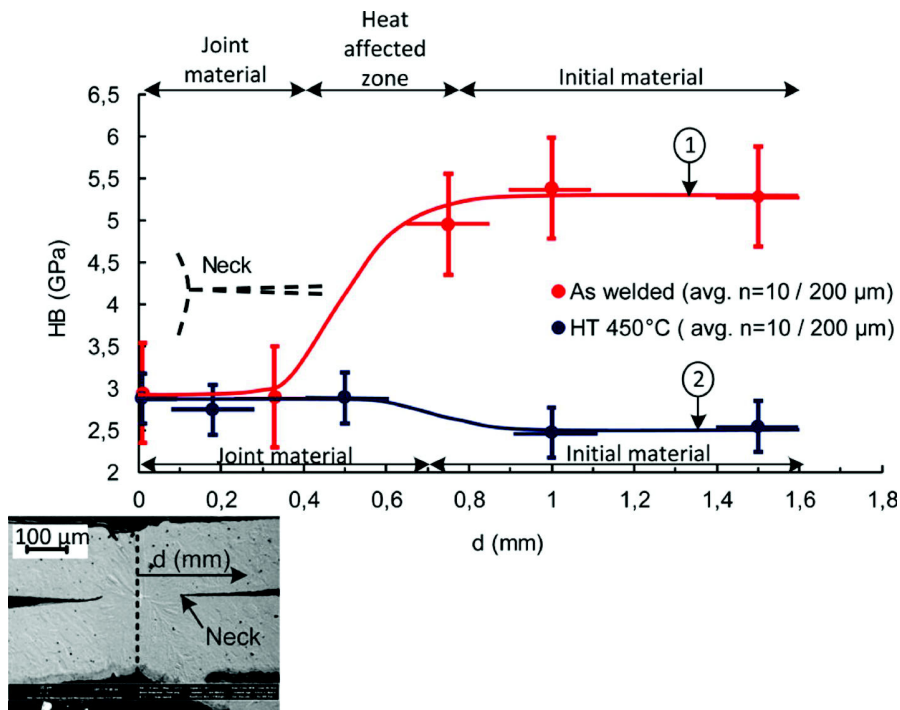 Joint
material
Heat
affected
zone
Initial material
6,5
6
5,5
5
4,5
4
3,5
3
2,5
2
HB (GPa)
1
Neck
As welded (avg. n=10 / 200 µm)
HT 450°C ( avg. n=10 / 200 µm)
2
Joint material
Initial material
0
0,2
0,4
0,6
0,8
1
1,2
1,4
1,6
1,8
d (mm)
100 µm
d (mm)
Neck